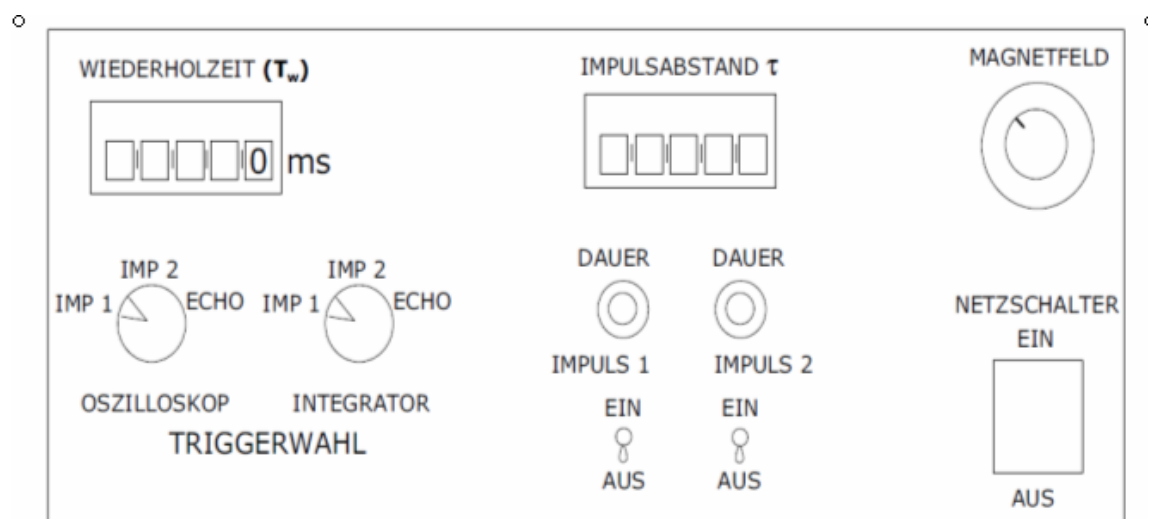 WIEDERHOLZEIT (Tw)
0 ms
IMPULSABSTAND τ
MAGNETFELD
IMP 1
IMP 2
ECHO
OSZILLOSKOP
IMP 1
IMP 2
ECHO
INTEGRATOR
TRIGGERWAHL
DAUER
IMPULS 1
EIN
AUS
DAUER
IMPULS 2
EIN
AUS
NETZSCHALTER
EIN
AUS